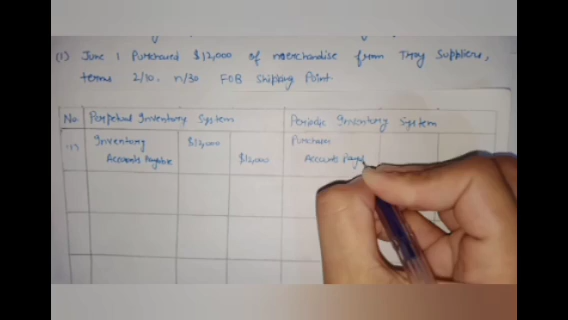 (1) June 1 Purchased $12,000 of merchandise from Troy Suppliers,
terms 2/10, n/30 FOB Shipping Point
No Perpetual Inventory System Periodic Inventory System
(1) Inventory $12,000 Purchases
Accounts Payable $12,000 Accounts Payb